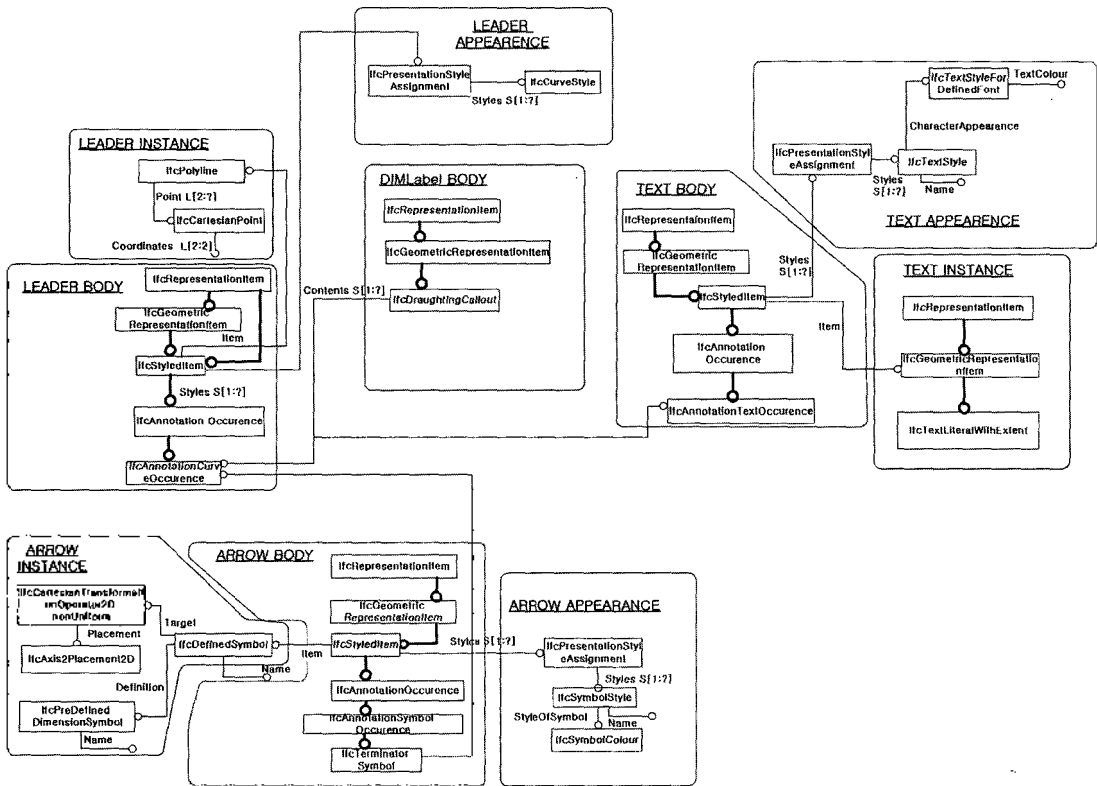 LEADER
APPEARENCE
IfcPresentationStyle
Assignment
IfcCurveStyle
Styles S[1:?]
IfcTextStyleFor
DefinedFont
TextColour
CharacterAppearance
IfcPresentationStyl
eAssignment
IfcTextStyle
Styles
S[1:?]
Name
TEXT APPEARENCE
LEADER INSTANCE
IfcPolyline
Point L[2:?]
IfcCartesianPoint
Coordinates L[2:2]
DIMLabel BODY
IfcRepresentationItem
IfcGeometricRepresentationItem
IfcDraughtingCallout
Contents S[1:?]
TEXT BODY
IfcRepresentaionItem
IfcGeometric
RepresentationItem
IfcStyledItem
Styles
S[1:?]
Item
IfcAnnotation
Occurence
IfcAnnotationTextOccurence
TEXT INSTANCE
IfcRepresentationItem
IfcGeometricRepresentatio
nItem
IfcTextLiteralWithExtent
LEADER BODY
IfcRepresentationItem
IfcGeometric
RepresentationItem
Item
IfcStyledItem
Styles S[1:?]
IfcAnnotation Occurence
IfcAnnotationCurv
eOccurence
ARROW
INSTANCE
Target
Placement
IfcAxis2Placement2D
IfcDefinedSymbol
Name
Definition
IfcPreDefined
DimensionSymbol
Name
ARROW BODY
IfcRepresentationItem
IfcGeometric
RepresentationItem
Item
IfcStyledItem
Styles S[1:?]
IfcAnnotationOccurence
IfcAnnotationSymbol
Occurence
IfcTerminator
Symbol
ARROW APPEARANCE
IfcPresentationStyl
eAssignment
Styles S[1:?]
IfcSymbolStyle
StyleOfSymbol
Name
IfcSymbolColour